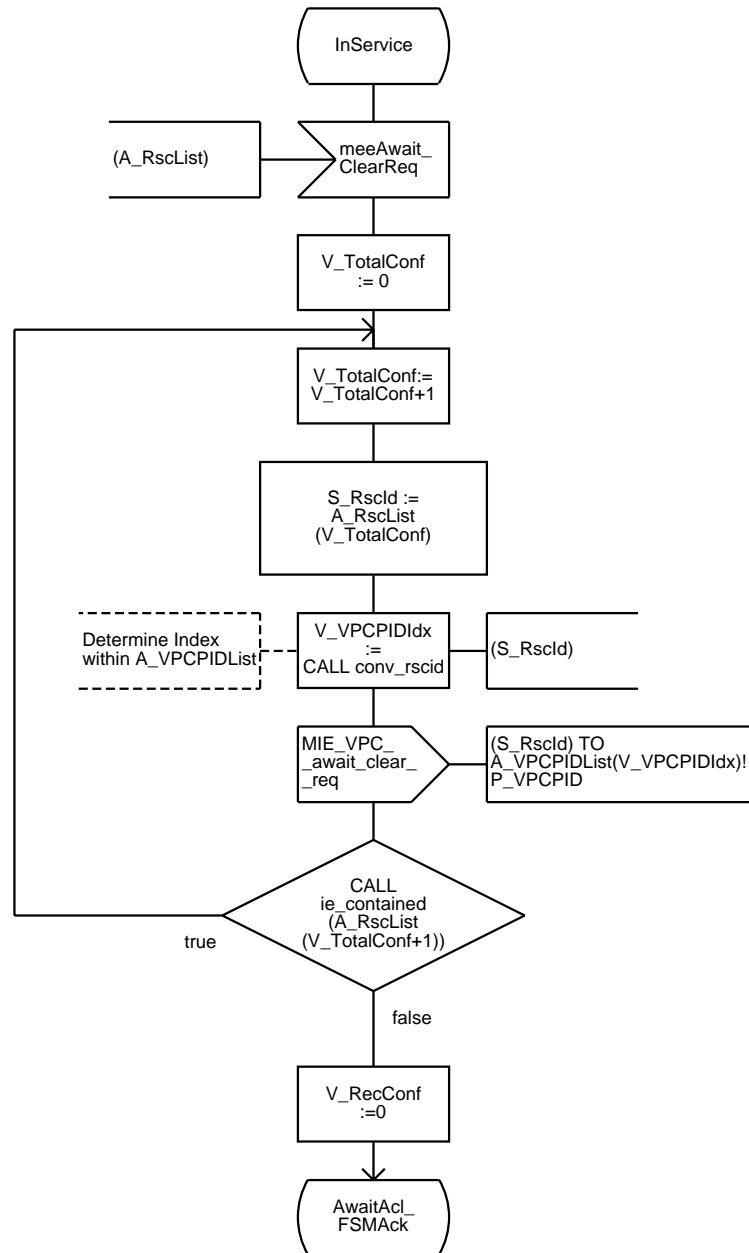 InService
(A_RscList)
meeAwait_
ClearReq
V_TotalConf
:= 0
V_TotalConf:=
V_TotalConf+1
S_RscId :=
A_RscList
(V_TotalConf)
Determine Index
within A_VPCPIDList
V_VPCPIDIdx
:=
CALL conv_rscid
(S_RscId)
MIE_VPC_
_await_clear_
_req
(S_RscId) TO
A_VPCPIDList(V_VPCPIDIdx)!
P_VPCPID
CALL
ie_contained
(A_RscList
(V_TotalConf+1))
true
false
V_RecConf
:=0
AwaitAcl_
FSMAck